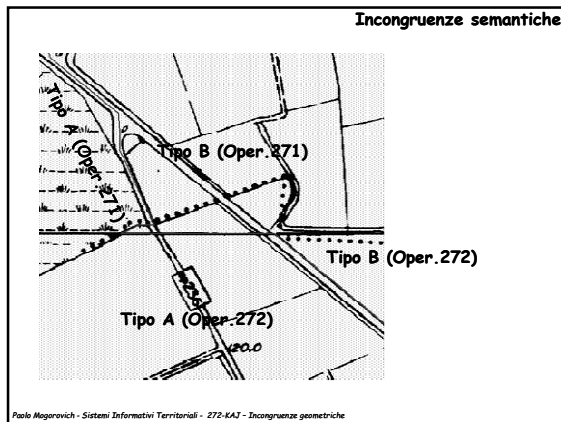 Incongruenze semantiche
Tipo A (Oper.271)
Tipo B (Oper.271)
Tipo B (Oper.272)
Tipo A (Oper.272)
120.0
Paolo Mogorovich - Sistemi Informativi Territoriali - 272-KAJ - Incongruenze geometriche